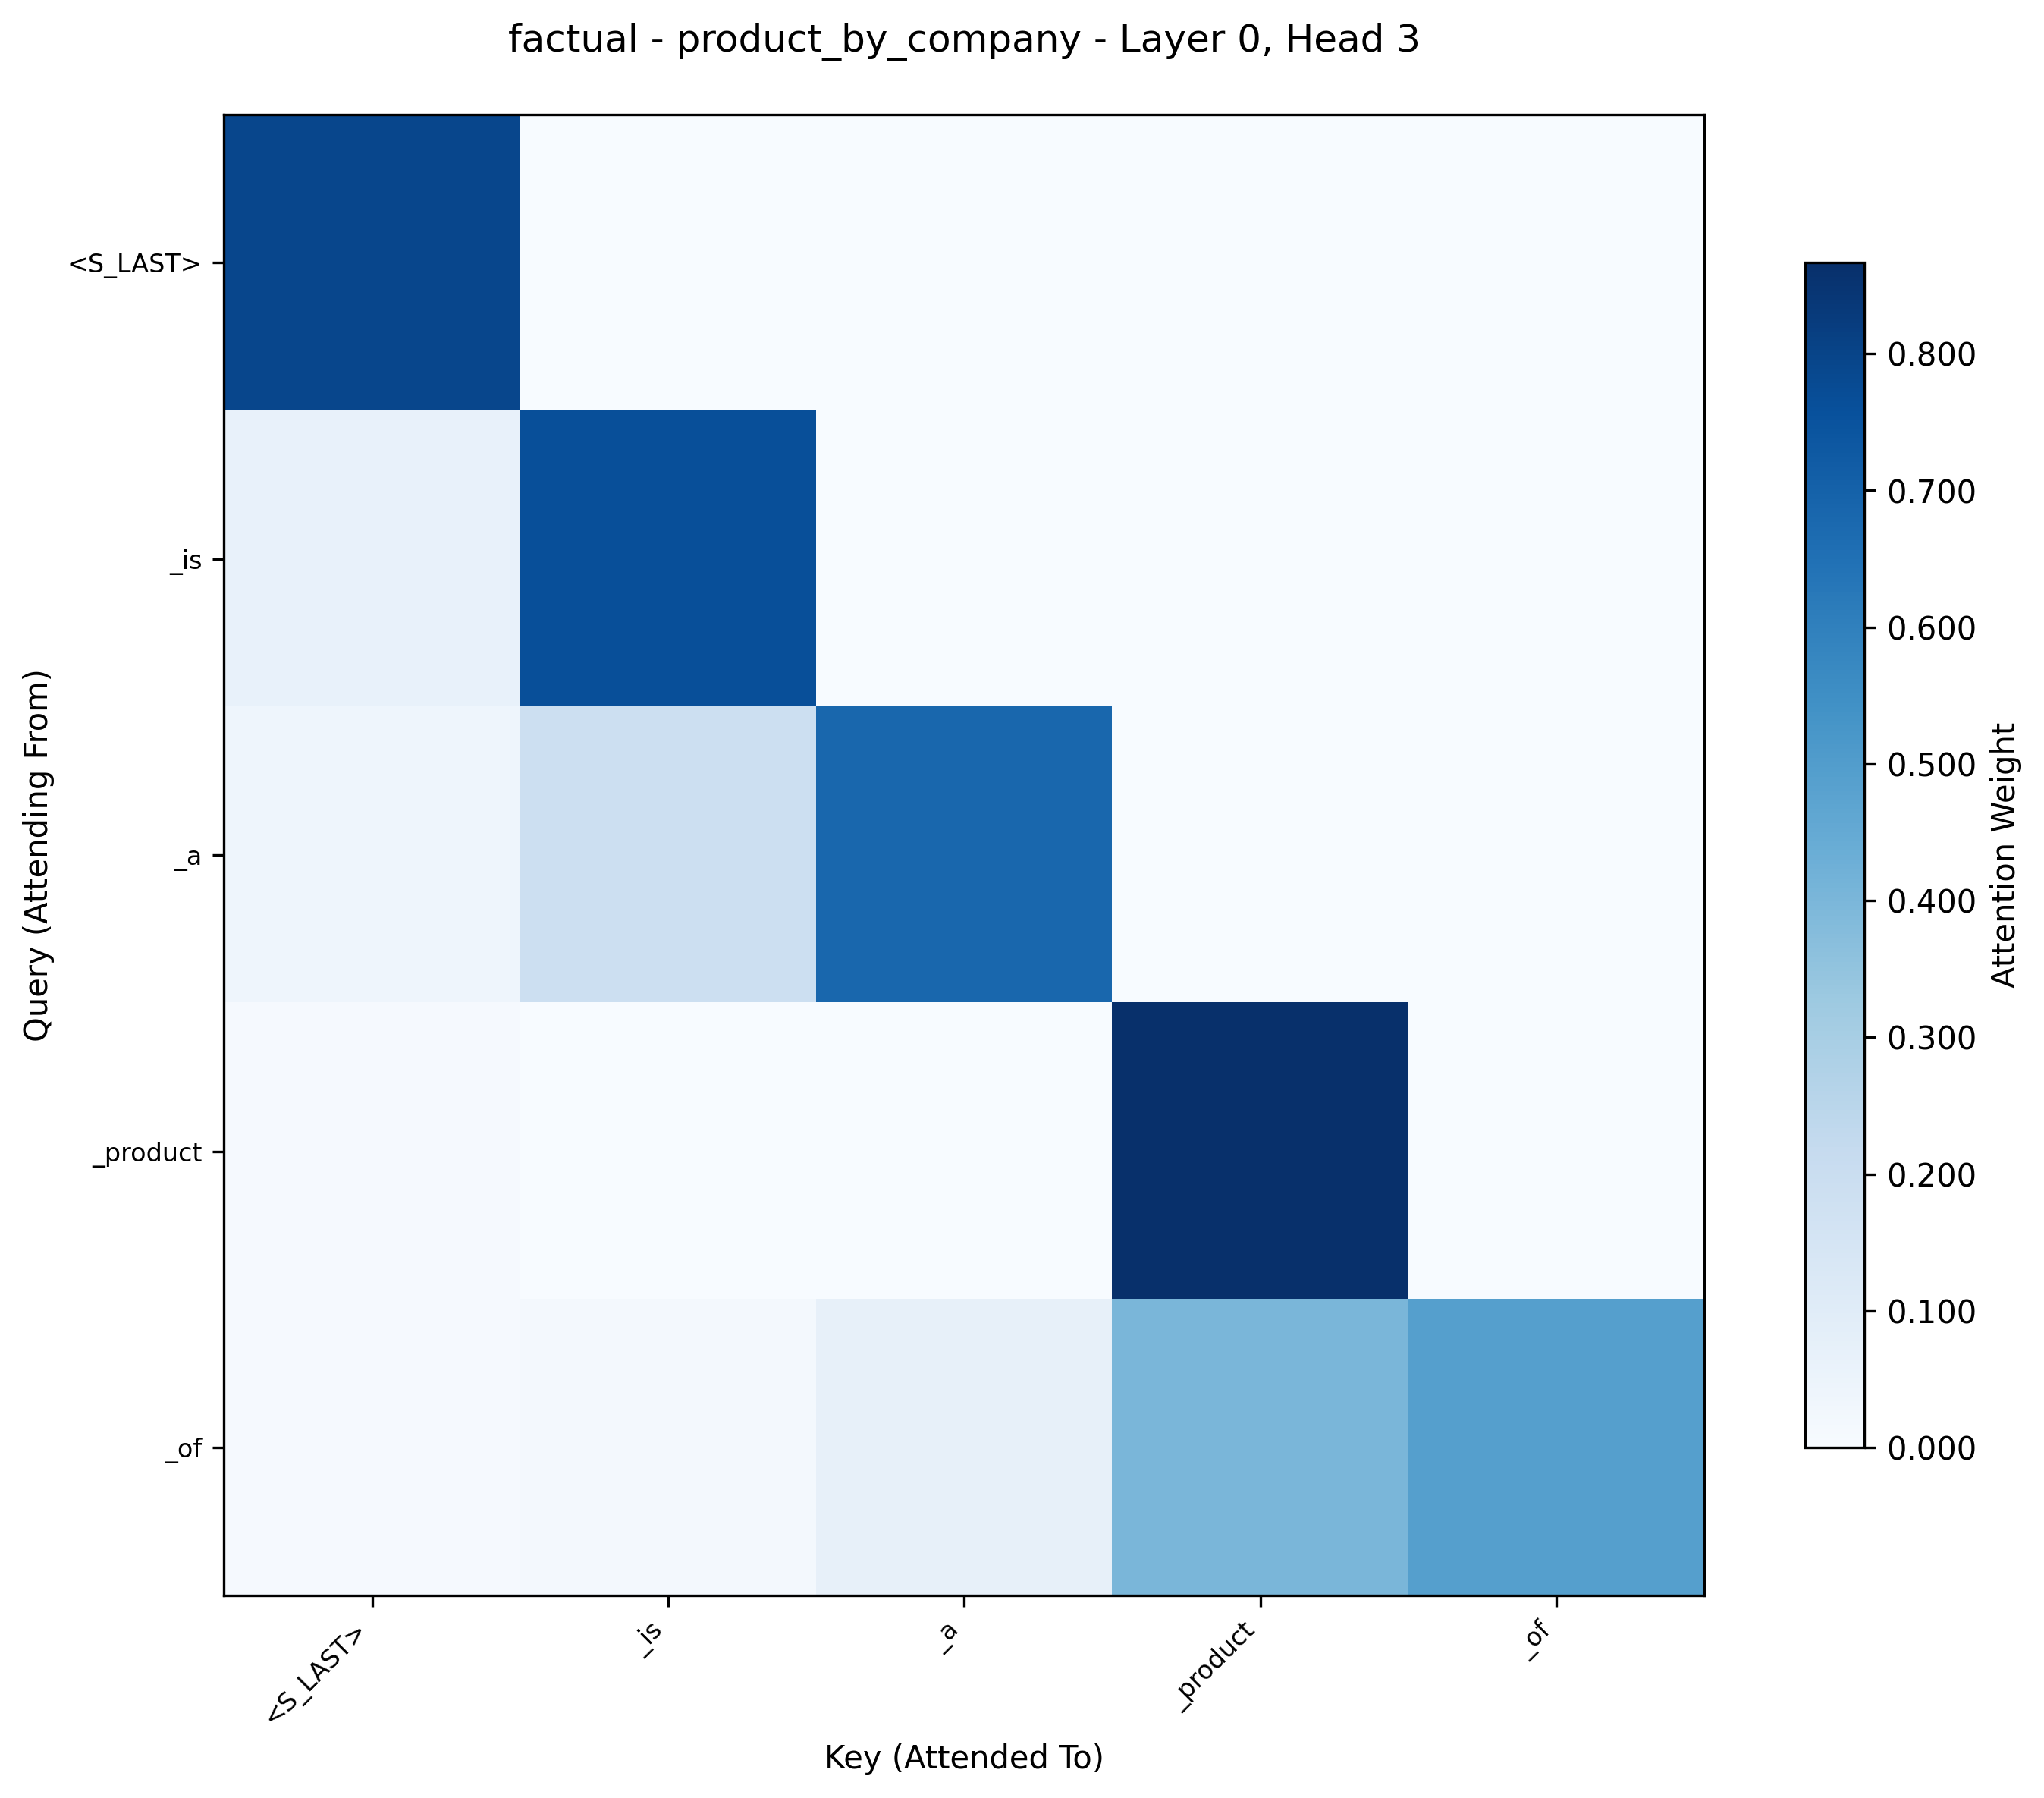 factual - product_by_company - Layer 0, Head 3
Query (Attending From)
<S_LAST>
_is
_a
_product
_of
<S_LAST>
_is
_a
_product
_of
Key (Attended To)
0.800
0.700
0.600
0.500
0.400
0.300
0.200
0.100
0.000
Attention Weight